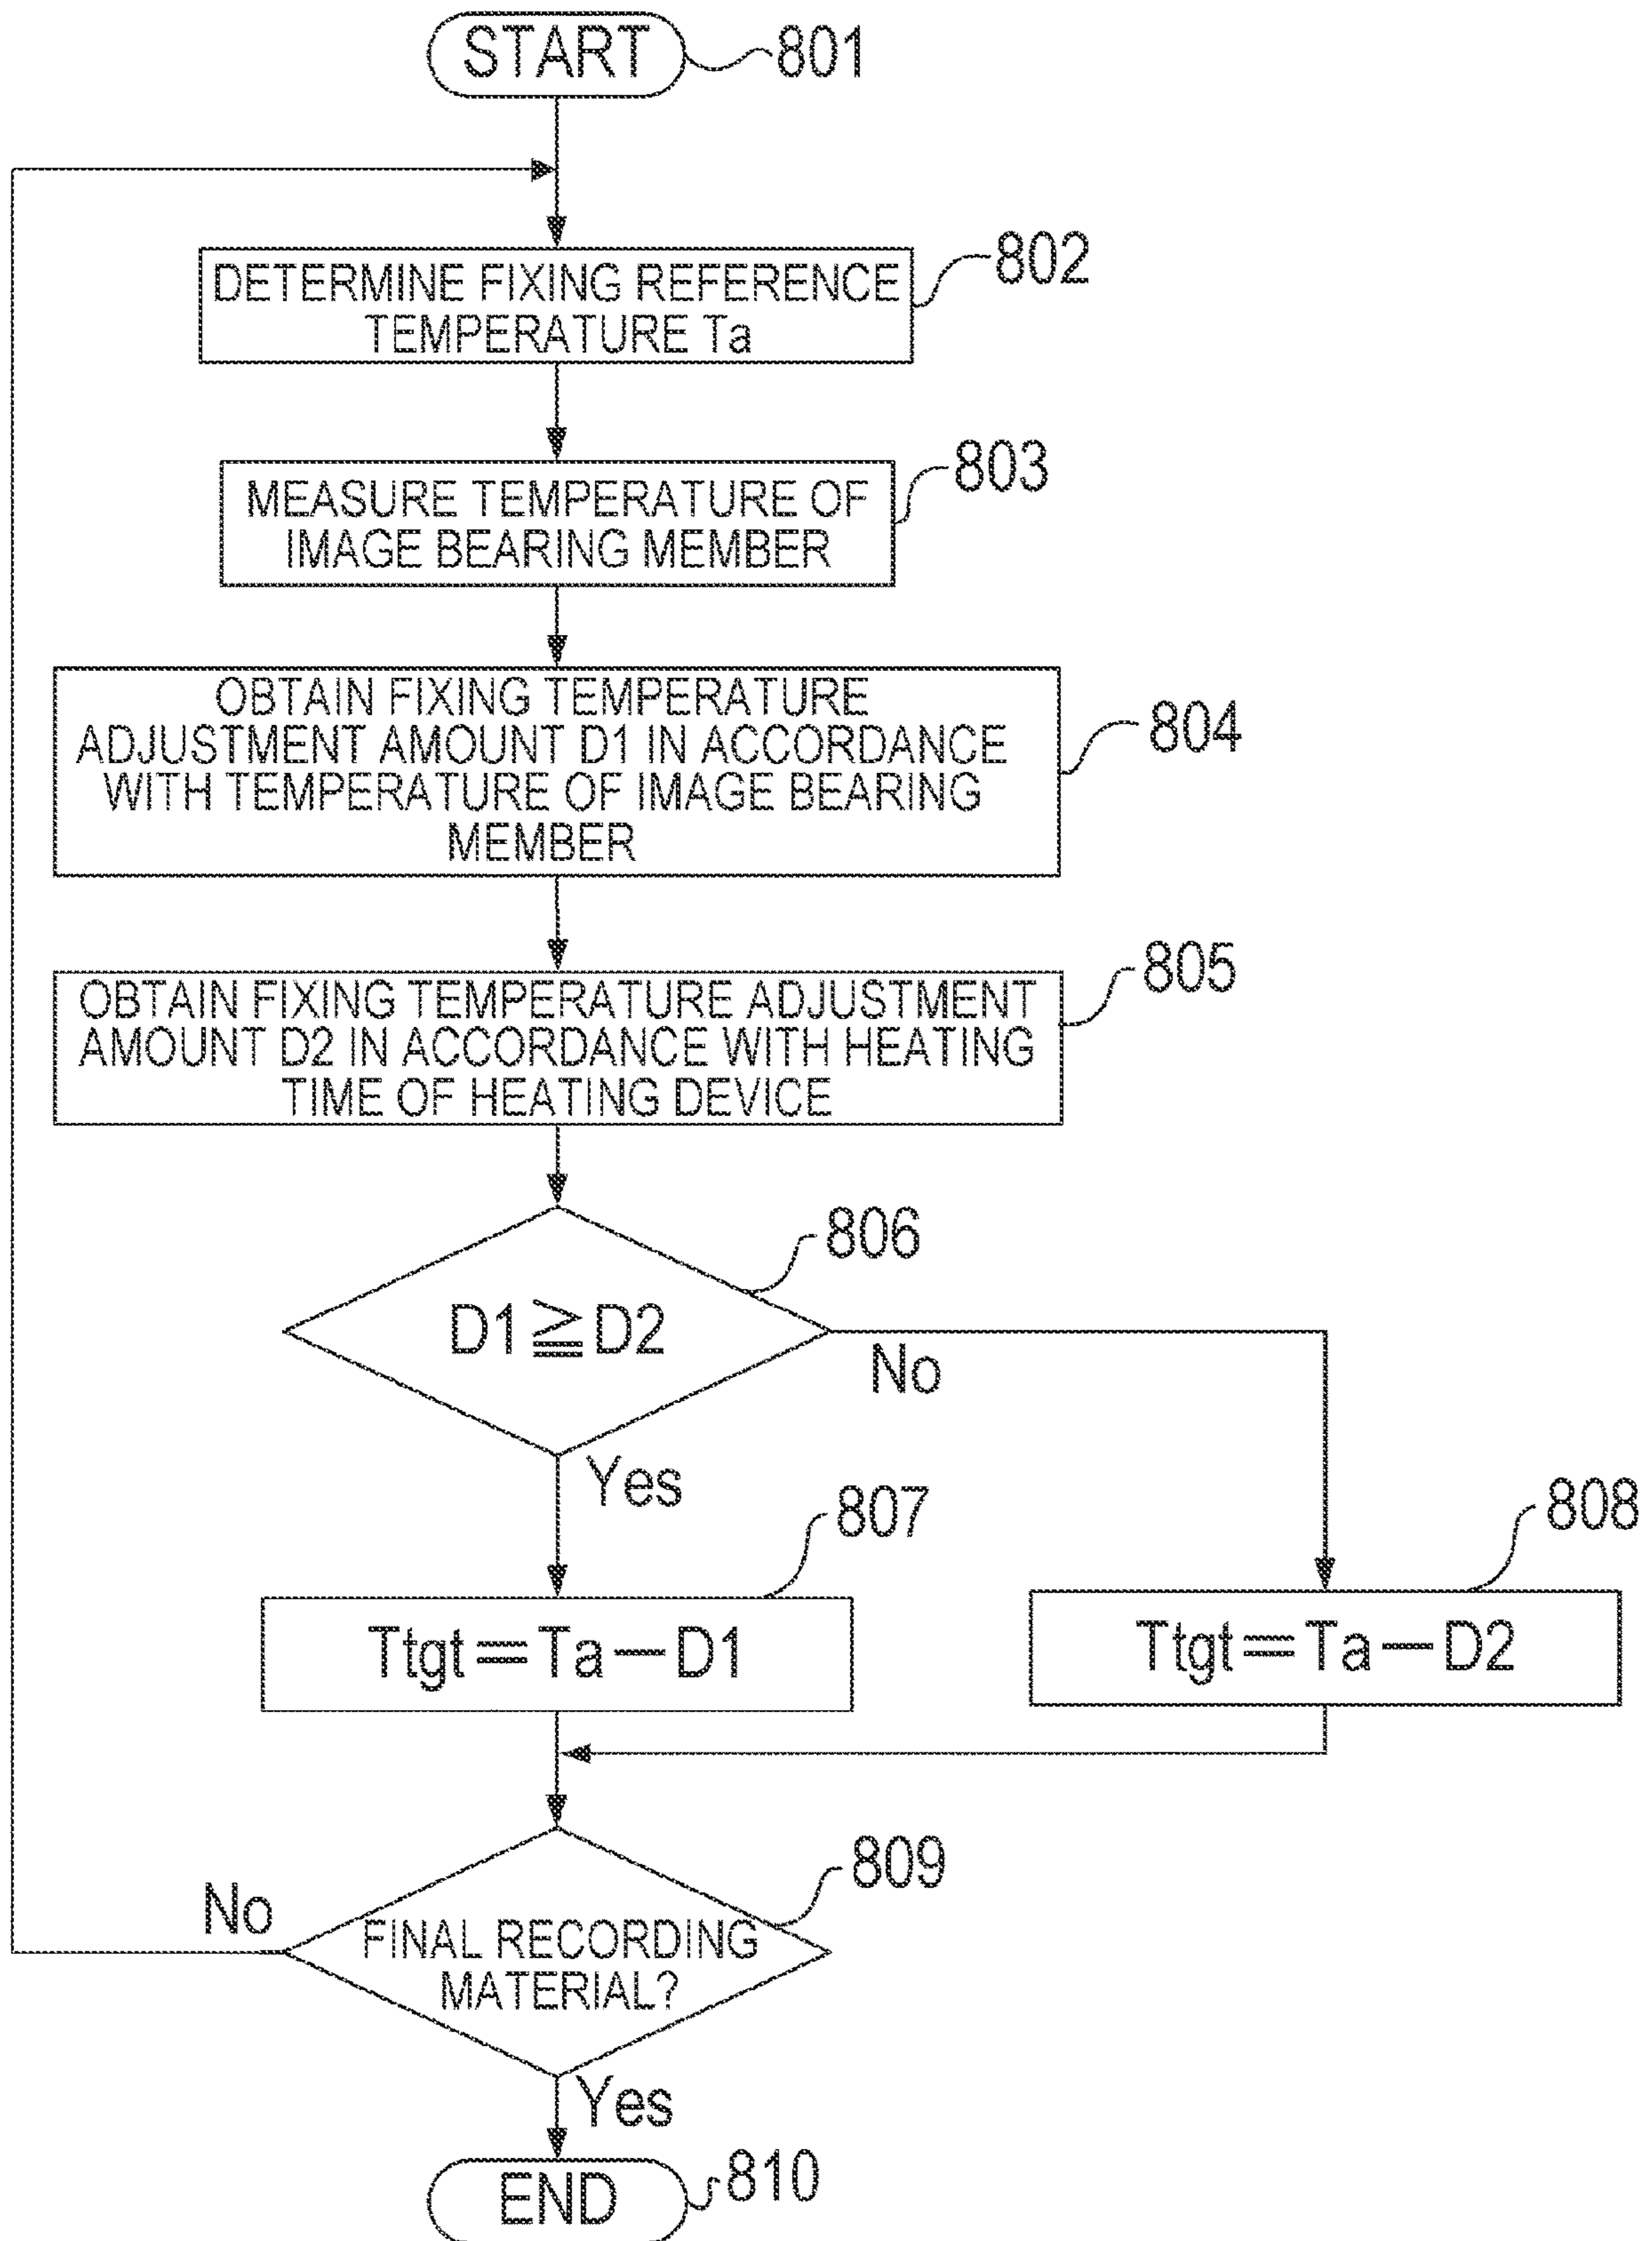 START
801
DETERMINE FIXING REFERENCE
TEMPERATURE Ta
802
MEASURE TEMPERATURE OF
IMAGE BEARING MEMBER
803
OBTAIN FIXING TEMPERATURE
ADJUSTMENT AMOUNT D1 IN ACCORDANCE
WITH TEMPERATURE OF IMAGE BEARING
MEMBER
804
OBTAIN FIXING TEMPERATURE ADJUSTMENT
AMOUNT D2 IN ACCORDANCE WITH HEATING
TIME OF HEATING DEVICE
805
D1≧D2
806
No
Yes
Ttgt=Ta—D1
807
Ttgt=Ta—D2
808
FINAL RECORDING
MATERIAL?
809
No
Yes
END
810